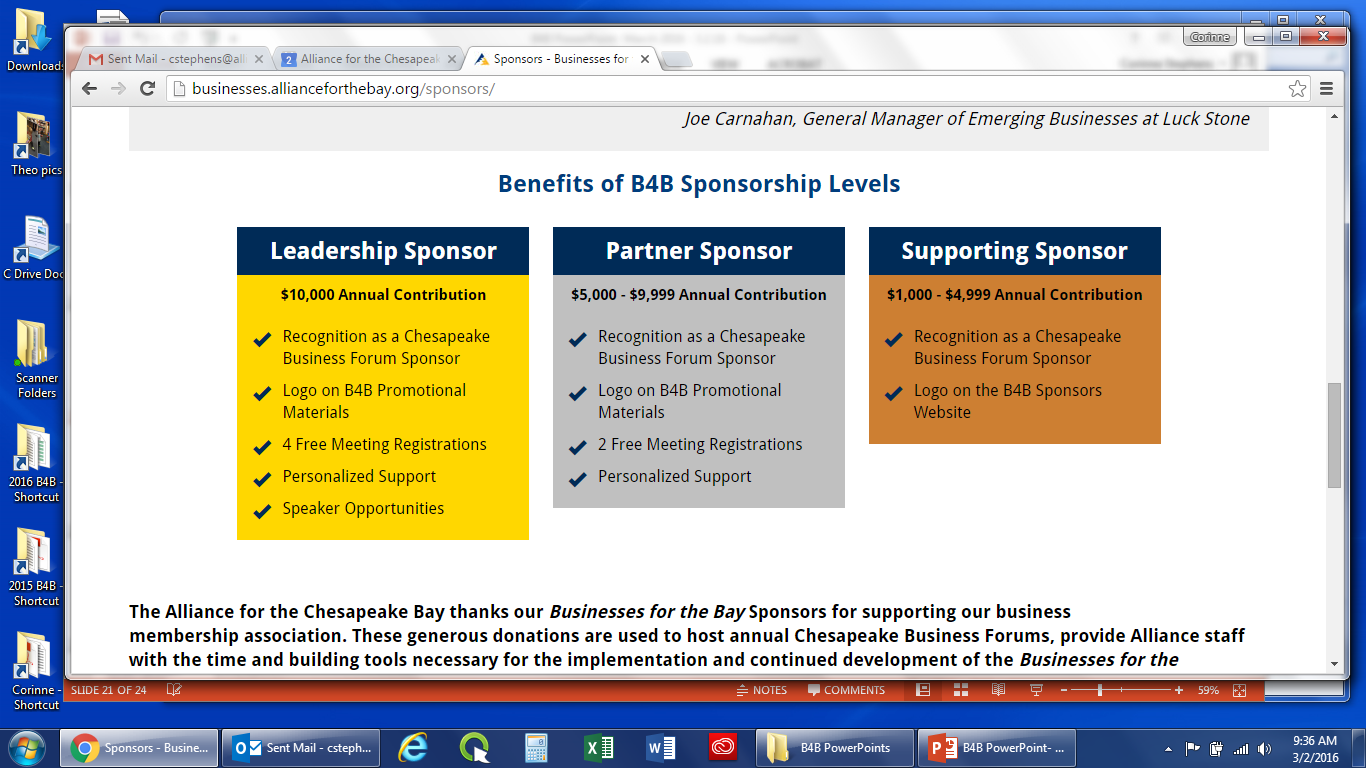 Corinne
Sent Mail - cstephens@all
Alliance for the Chesapeak
Sponsors - Businesses for
businesses.allianceforthebay.org/sponsors/
Downloads
Theo pics
C Drive Doc
Scanner
Folders
2016 B4B -
Shortcut
2015 B4B -
Shortcut
Corinne -
Shortcut
Joe Carnahan, General Manager of Emerging Businesses at Luck Stone
Benefits of B4B Sponsorship Levels
Leadership Sponsor
$10,000 Annual Contribution
Recognition as a Chesapeake
Business Forum Sponsor
Logo on B4B Promotional
Materials
4 Free Meeting Registrations
Personalized Support
Speaker Opportunities
Partner Sponsor
$5,000 - $9,999 Annual Contribution
Recognition as a Chesapeake
Business Forum Sponsor
Logo on B4B Promotional
Materials
2 Free Meeting Registrations
Personalized Support
Supporting Sponsor
$1,000 - $4,999 Annual Contribution
Recognition as a Chesapeake
Business Forum Sponsor
Logo on the B4B Sponsors
Website
The Alliance for the Chesapeake Bay thanks our Businesses for the Bay Sponsors for supporting our business
membership association. These generous donations are used to host annual Chesapeake Business Forums, provide Alliance staff
with the time and building tools necessary for the implementation and continued development of the Businesses for the
SLIDE 21 OF 24
NOTES
COMMENTS
59%
Sponsors - Busine...
Sent Mail - csteph...
B4B PowerPoints
B4B PowerPoint- ...
9:36 AM
3/2/2016